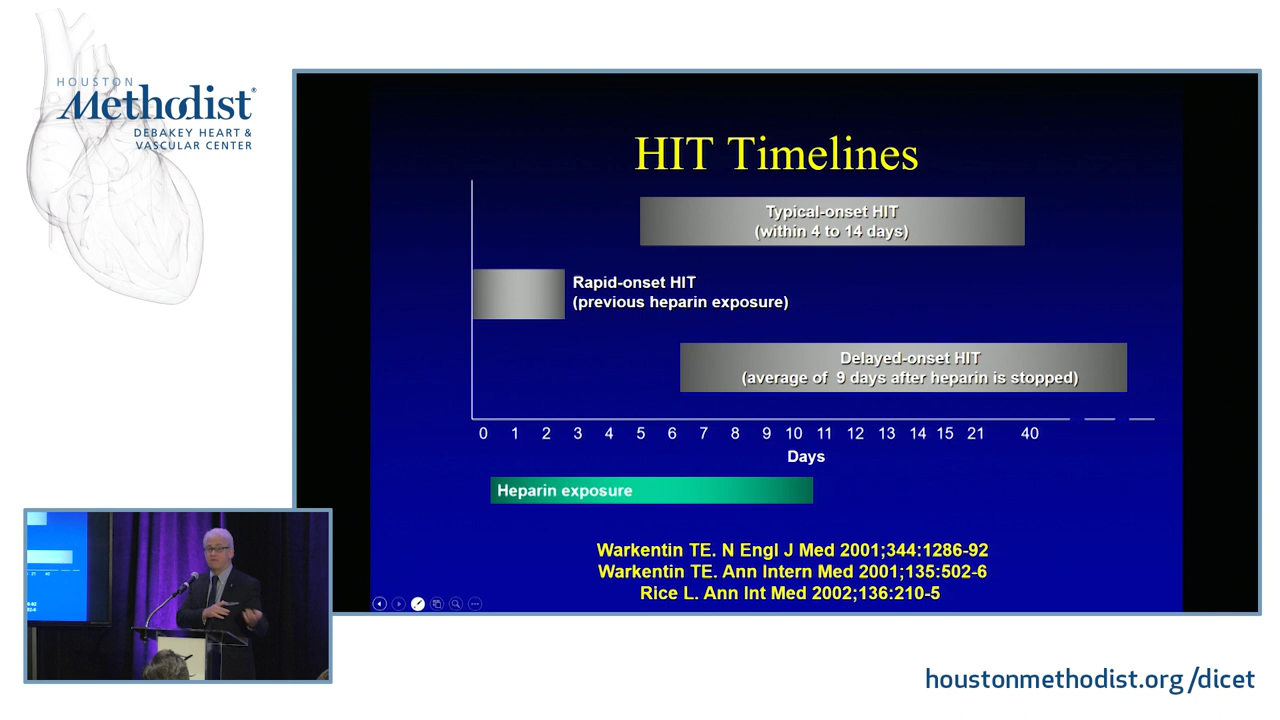 HOUSTON
Methodist®
DEBAKEY HEART &
VASCULAR CENTER
HIT Timelines
Typical-onset HIT
(within 4 to 14 days)
Rapid-onset HIT
(previous heparin exposure)
Delayed-onset HIT
(average of 9 days after heparin is stopped)
0 1 2 3 4 5 6 7 8 9 10 11 12 13 14 15 21 40
Days
Heparin exposure
Warkentin TE. N Engl J Med 2001;344:1286-92
Warkentin TE. Ann Intern Med 2001;135:502-6
Rice L. Ann Int Med 2002;136:210-5
houstonmethodist.org/dicet